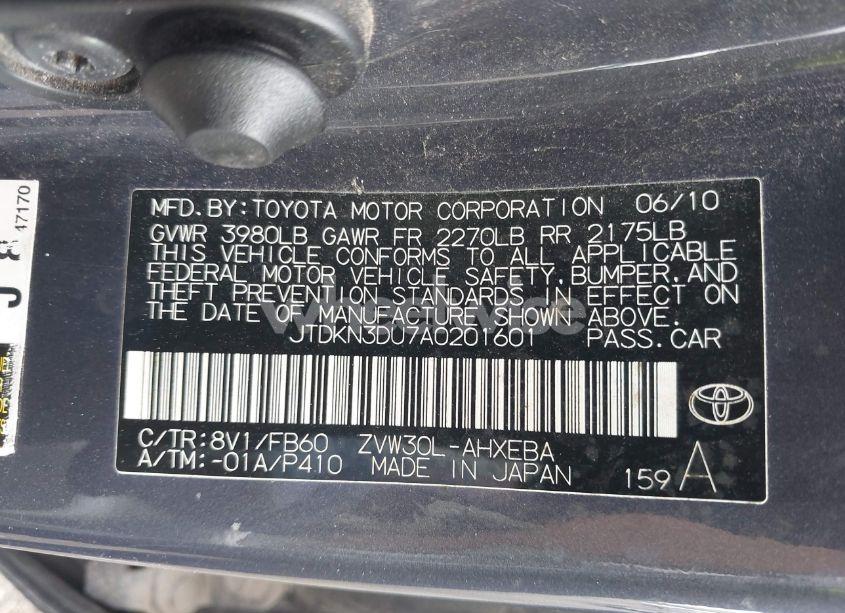 MFD. BY: TOYOTA MOTOR CORPORATION 06/10
GVWR 3980LB GAWR FR 2270LB RR 2175LB
THIS VEHICLE CONFORMS TO ALL APPLICABLE
FEDERAL MOTOR VEHICLE SAFETY, BUMPER, AND
THEFT PREVENTION STANDARDS IN EFFECT ON
THE DATE OF MANUFACTURE SHOWN ABOVE.
JTDKN3D07A0201601 PASS. CAR
C/TR: 8V1/FB60 ZVW30L-AHXEBA
A/TM: -01A/P410 MADE IN JAPAN 159 A
47170